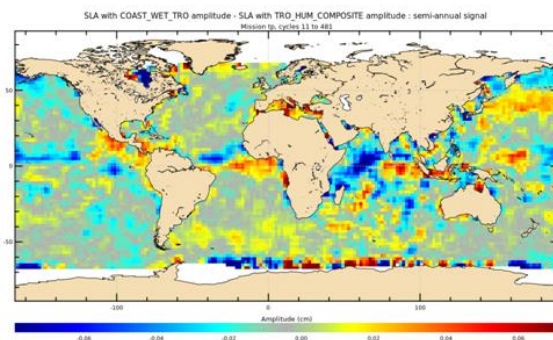 SLA with COAST_WET_TRO amplitude - SLA with TRO_HUM_COMPOSITE amplitude : semi-annual signal
Mission tp, cycles 11 to 481
50
0
-50
-100 0 100
Amplitude (cm)
-0.06 -0.04 -0.02 0.00 0.02 0.04 0.06